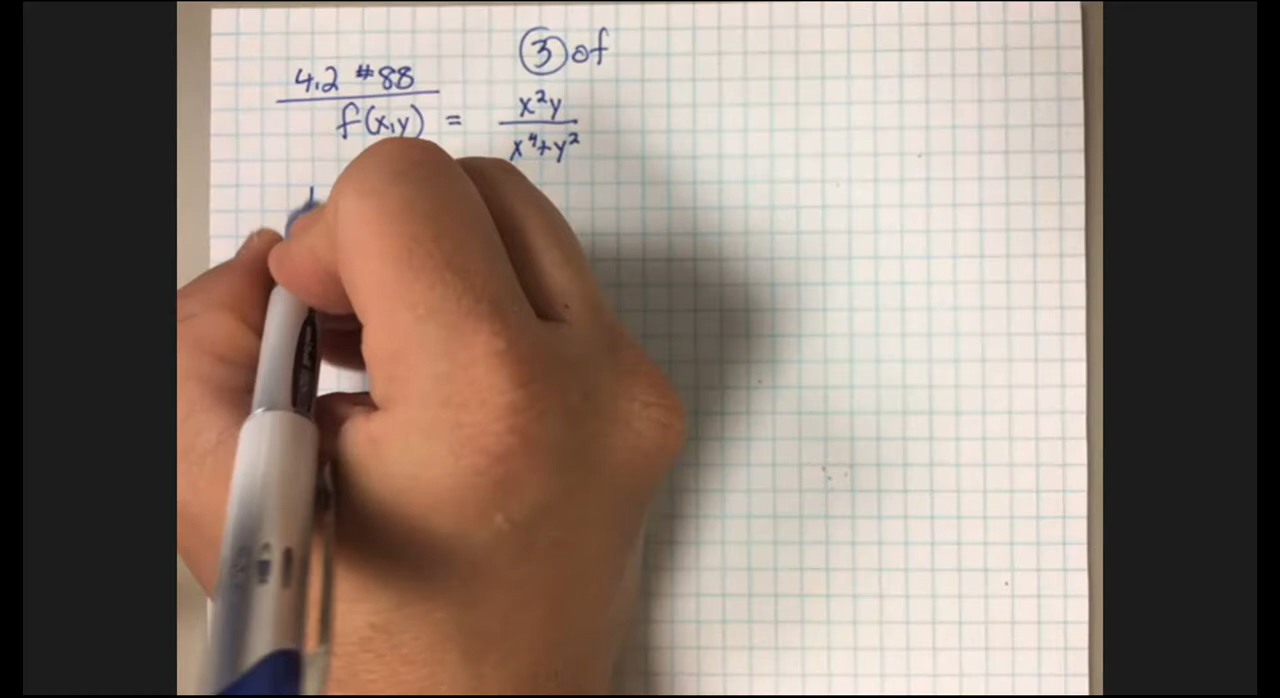 ③ of
4.2 #88
f(x,y) = x²y / x⁴+y²